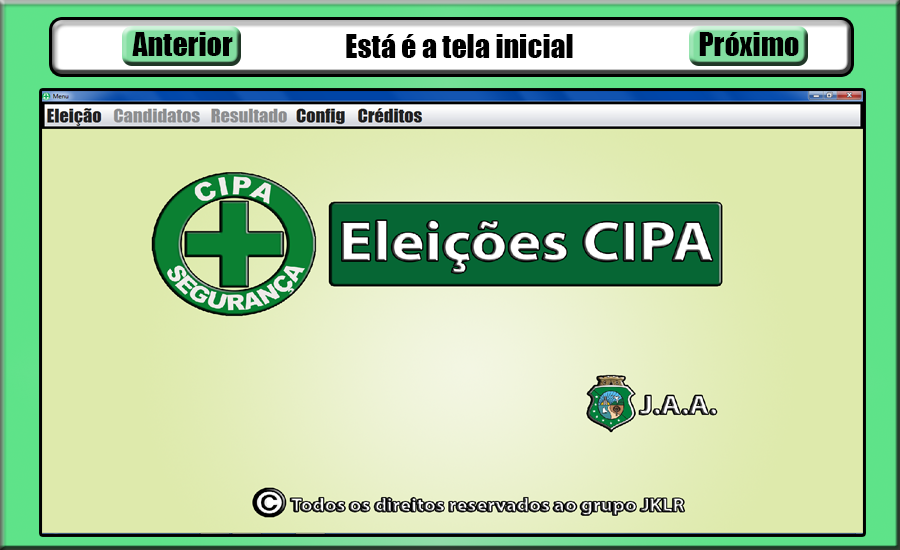 Anterior Está é a tela inicial Próximo
Menu
Eleição Candidatos Resultado Config Créditos
CIPA
SEGURANÇA
Eleições CIPA
J.A.A.
© Todos os direitos reservados ao grupo JKLR